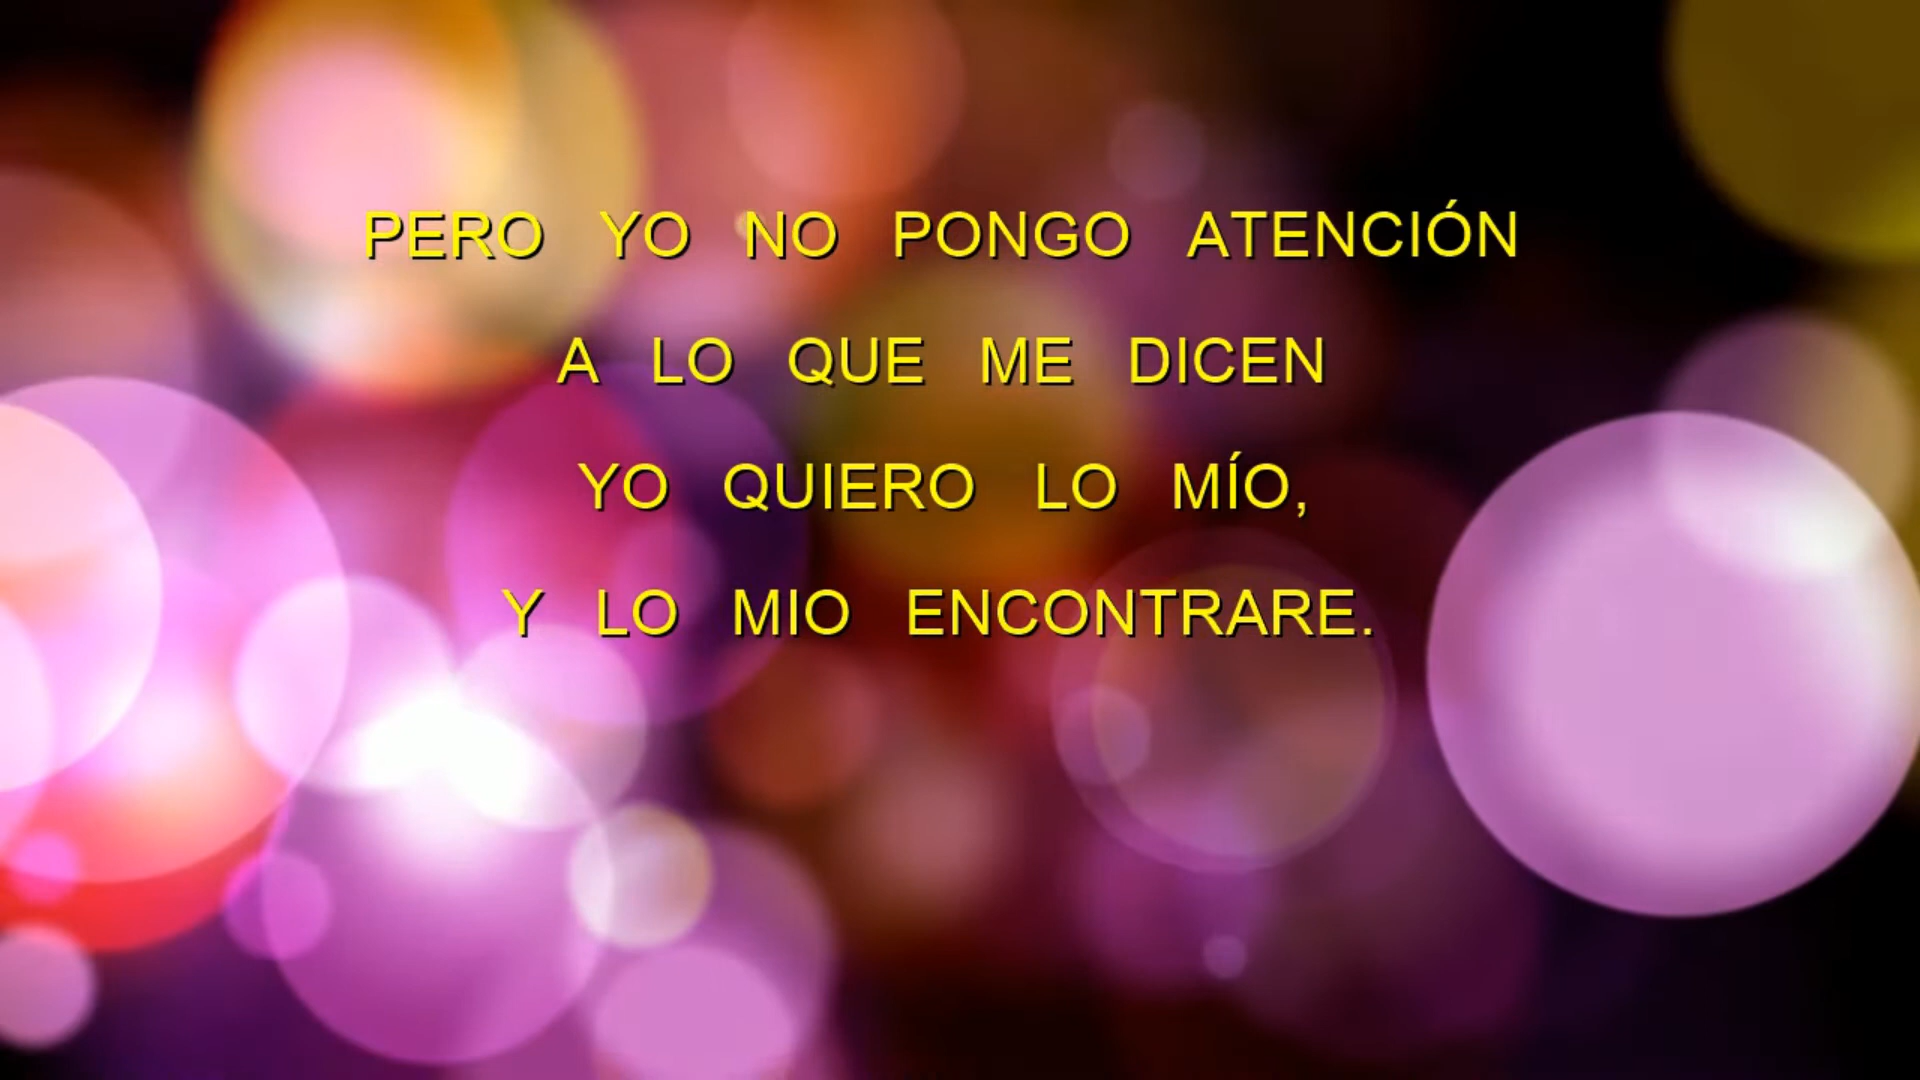 PERO YO NO PONGO ATENCIÓN
A LO QUE ME DICEN
YO QUIERO LO MÍO,
Y LO MIO ENCONTRARE.